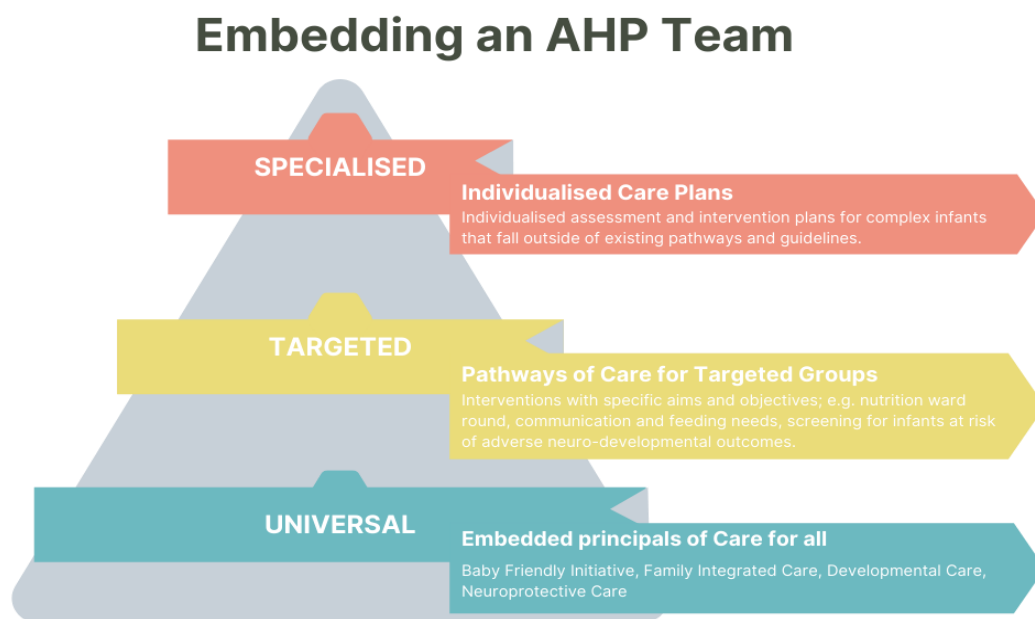 Embedding an AHP Team
SPECIALISED
Individualised Care Plans
Individualised assessment and intervention plans for complex infants
that fall outside of existing pathways and guidelines.
TARGETED
Pathways of Care for Targeted Groups
Interventions with specific aims and objectives; e.g. nutrition ward
round, communication and feeding needs, screening for infants at risk
of adverse neuro-developmental outcomes.
UNIVERSAL
Embedded principals of Care for all
Baby Friendly Initiative, Family Integrated Care, Developmental Care,
Neuroprotective Care